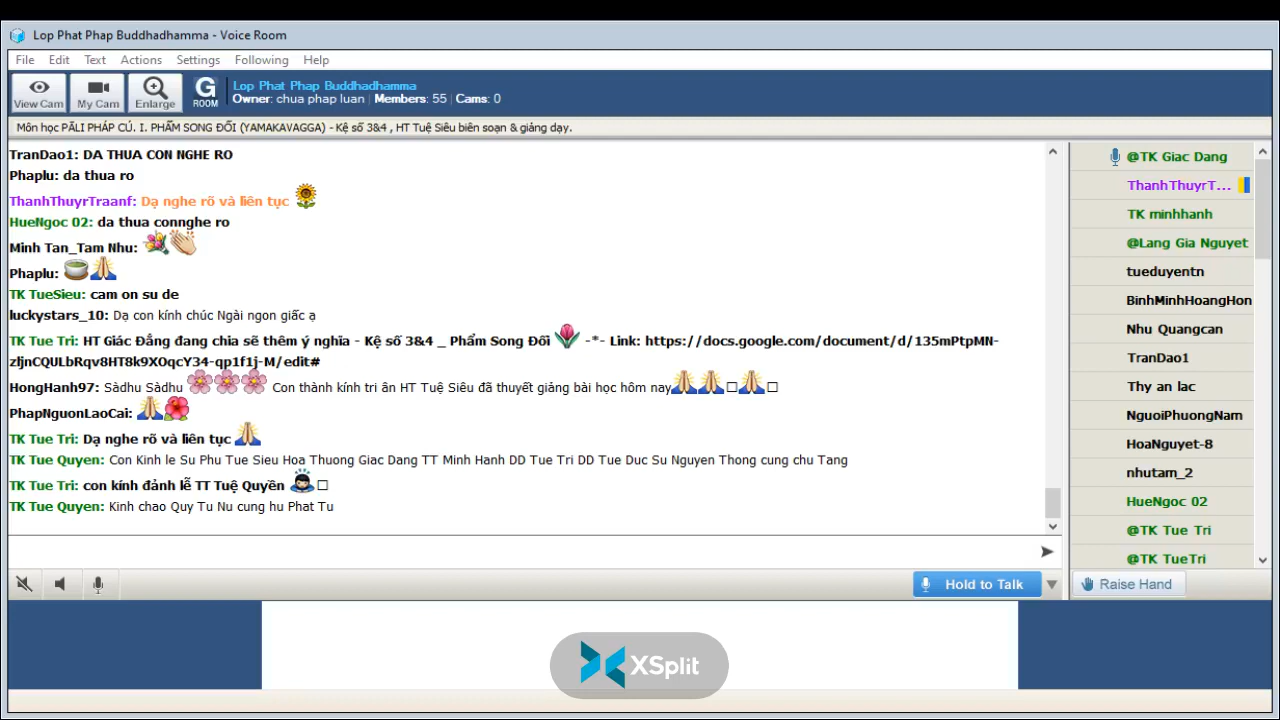 Lop Phat Phap Buddhadhamma - Voice Room
File Edit Text Actions Settings Following Help
View Cam My Cam Enlarge G ROOM
Lop Phat Phap Buddhadhamma
Owner: chua phap luan | Members: 55 | Cams: 0
Môn học PÃLI PHÁP CÚ. I. PHẨM SONG ĐỐI (YAMAKAVAGGA) - Kệ số 3&4 , HT Tuệ Siêu biên soạn & giảng dạy.
TranDao1: DA THUA CON NGHE RO
Phaplu: da thua ro
ThanhThuyrTraanf: Dạ nghe rõ và liên tục
HueNgoc 02: da thua connghe ro
Minh Tan_Tam Nhu:
Phaplu:
TK TueSieu: cam on su de
luckystars_10: Dạ con kính chúc Ngài ngon giấc ạ
TK Tue Tri: HT Giác Đẳng đang chia sẽ thêm ý nghĩa - Kệ số 3&4 _ Phẩm Song Đối -*- Link: https://docs.google.com/document/d/135mPtpMN-
zljnCQULbRqv8HT8k9XOqcY34-qp1f1j-M/edit#
HongHanh97: Sàdhu Sàdhu Con thành kính tri ân HT Tuệ Siêu đã thuyết giảng bài học hôm nay
PhapNguonLaoCai:
TK Tue Tri: Dạ nghe rõ và liên tục
TK Tue Quyen: Con Kinh le Su Phu Tue Sieu Hoa Thuong Giac Dang TT Minh Hanh DD Tue Tri DD Tue Duc Su Nguyen Thong cung chu Tang
TK Tue Tri: con kính đảnh lễ TT Tuệ Quyền
TK Tue Quyen: Kinh chao Quy Tu Nu cung hu Phat Tu
@TK Giac Dang
ThanhThuyrT...
TK minhhanh
@Lang Gia Nguyet
tueduyentn
BinhMinhHoangHon
Nhu Quangcan
TranDao1
Thy an lac
NguoiPhuongNam
HoaNguyet-8
nhutam_2
HueNgoc 02
@TK Tue Tri
@TK TueTri
Hold to Talk
Raise Hand
XSplit